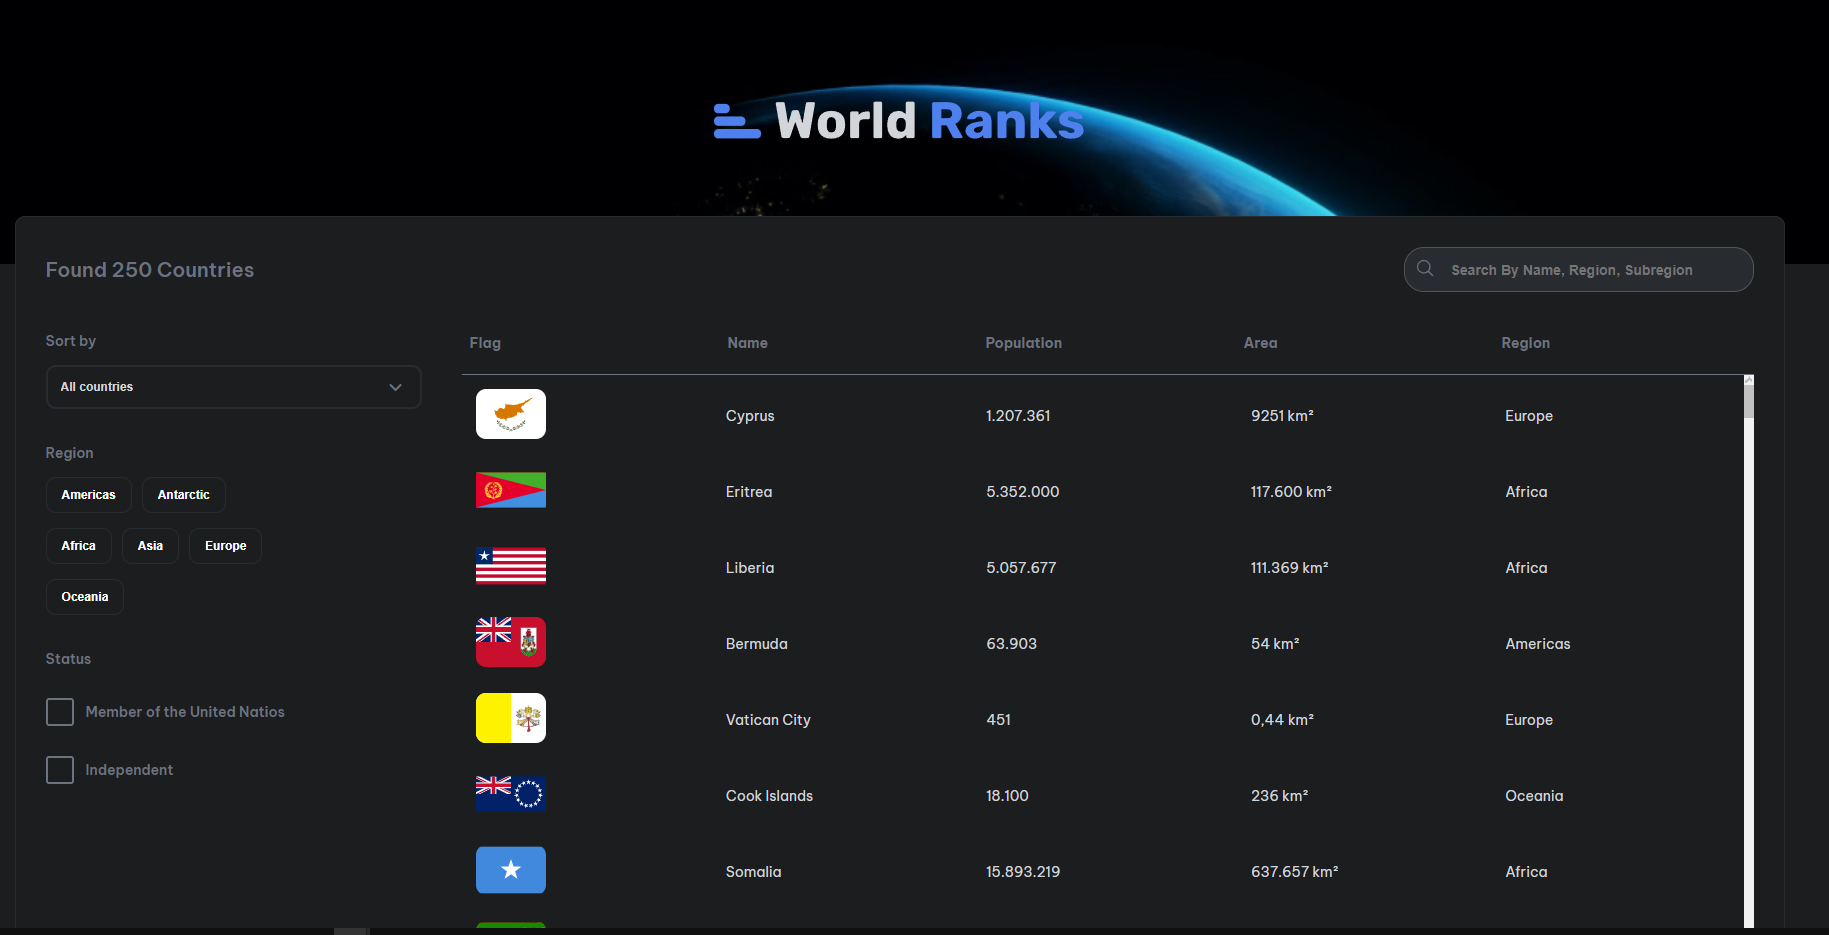 World Ranks
Found 250 Countries
Search By Name, Region, Subregion
Sort by
All countries
Region
Americas Antarctic
Africa Asia Europe
Oceania
Status
Member of the United Natios
Independent
Flag Name Population Area Region
Cyprus 1.207.361 9251 km² Europe
Eritrea 5.352.000 117.600 km² Africa
Liberia 5.057.677 111.369 km² Africa
Bermuda 63.903 54 km² Americas
Vatican City 451 0,44 km² Europe
Cook Islands 18.100 236 km² Oceania
Somalia 15.893.219 637.657 km² Africa